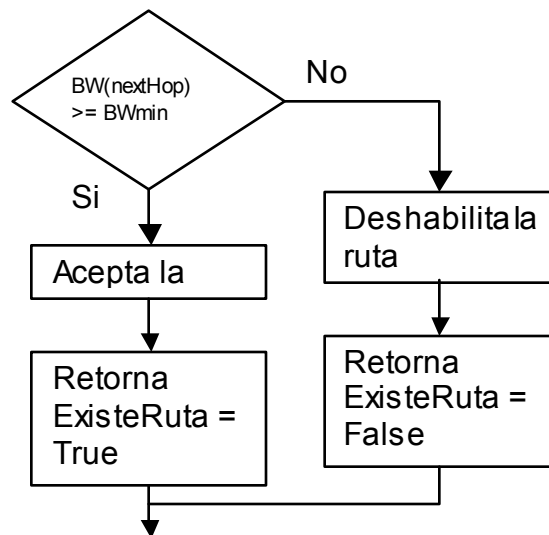 BW(nextHop)
>= BWmin
No
Si
Deshabilitala
ruta
Acepta la
Retorna
ExisteRuta =
True
Retorna
ExisteRuta =
False